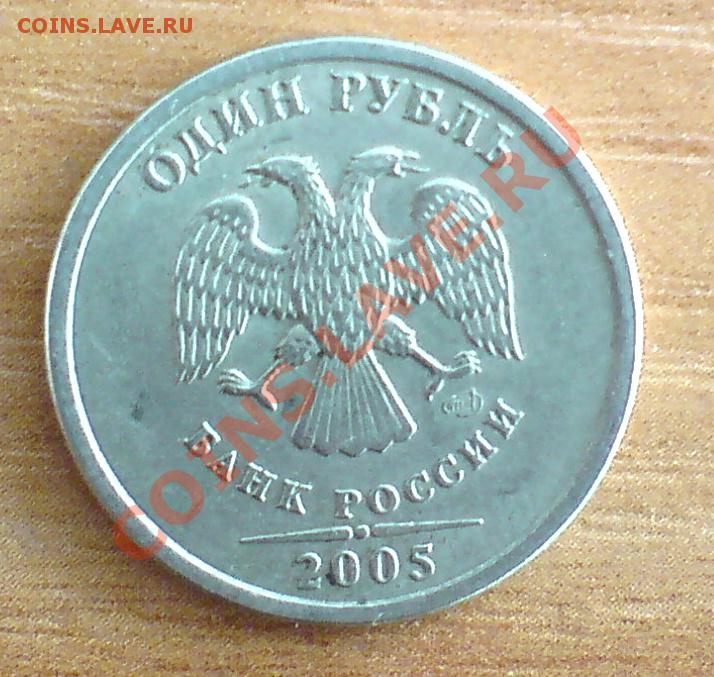 COINS.LAVE.RU
ОДИН РУБЛЬ
COINS.LAVE.RU
БАНК РОССИИ
2005